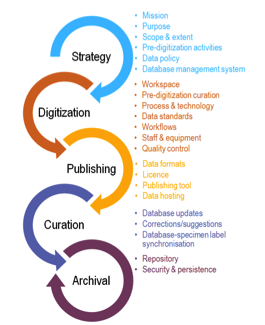 Strategy
• Mission
• Purpose
• Scope & extent
• Pre-digitization activities
• Data policy
• Database management system
Digitization
• Workspace
• Pre-digitization curation
• Process & technology
• Data standards
• Workflows
• Staff & equipment
• Quality control
Publishing
• Data formats
• Licence
• Publishing tool
• Data hosting
Curation
• Database updates
• Corrections/suggestions
• Database-specimen label
synchronisation
Archival
• Repository
• Security & persistence